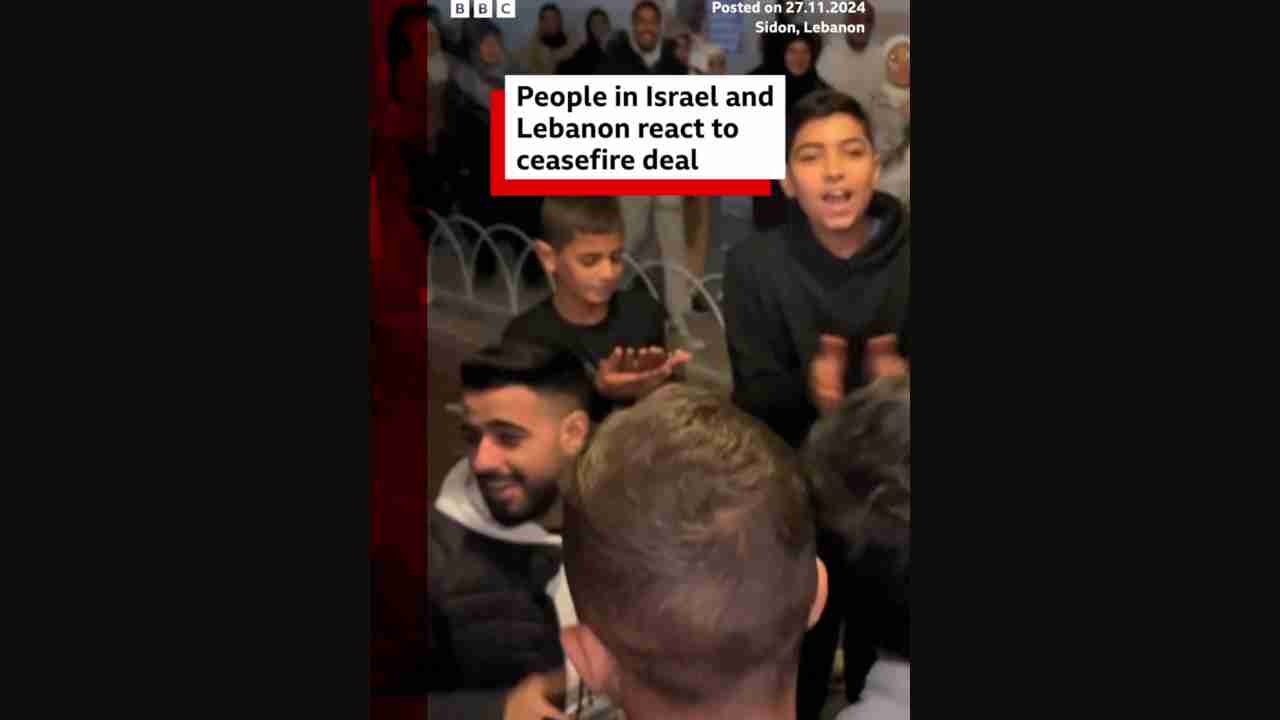 BBC
Posted on 27.11.2024
Sidon, Lebanon
People in Israel and
Lebanon react to
ceasefire deal